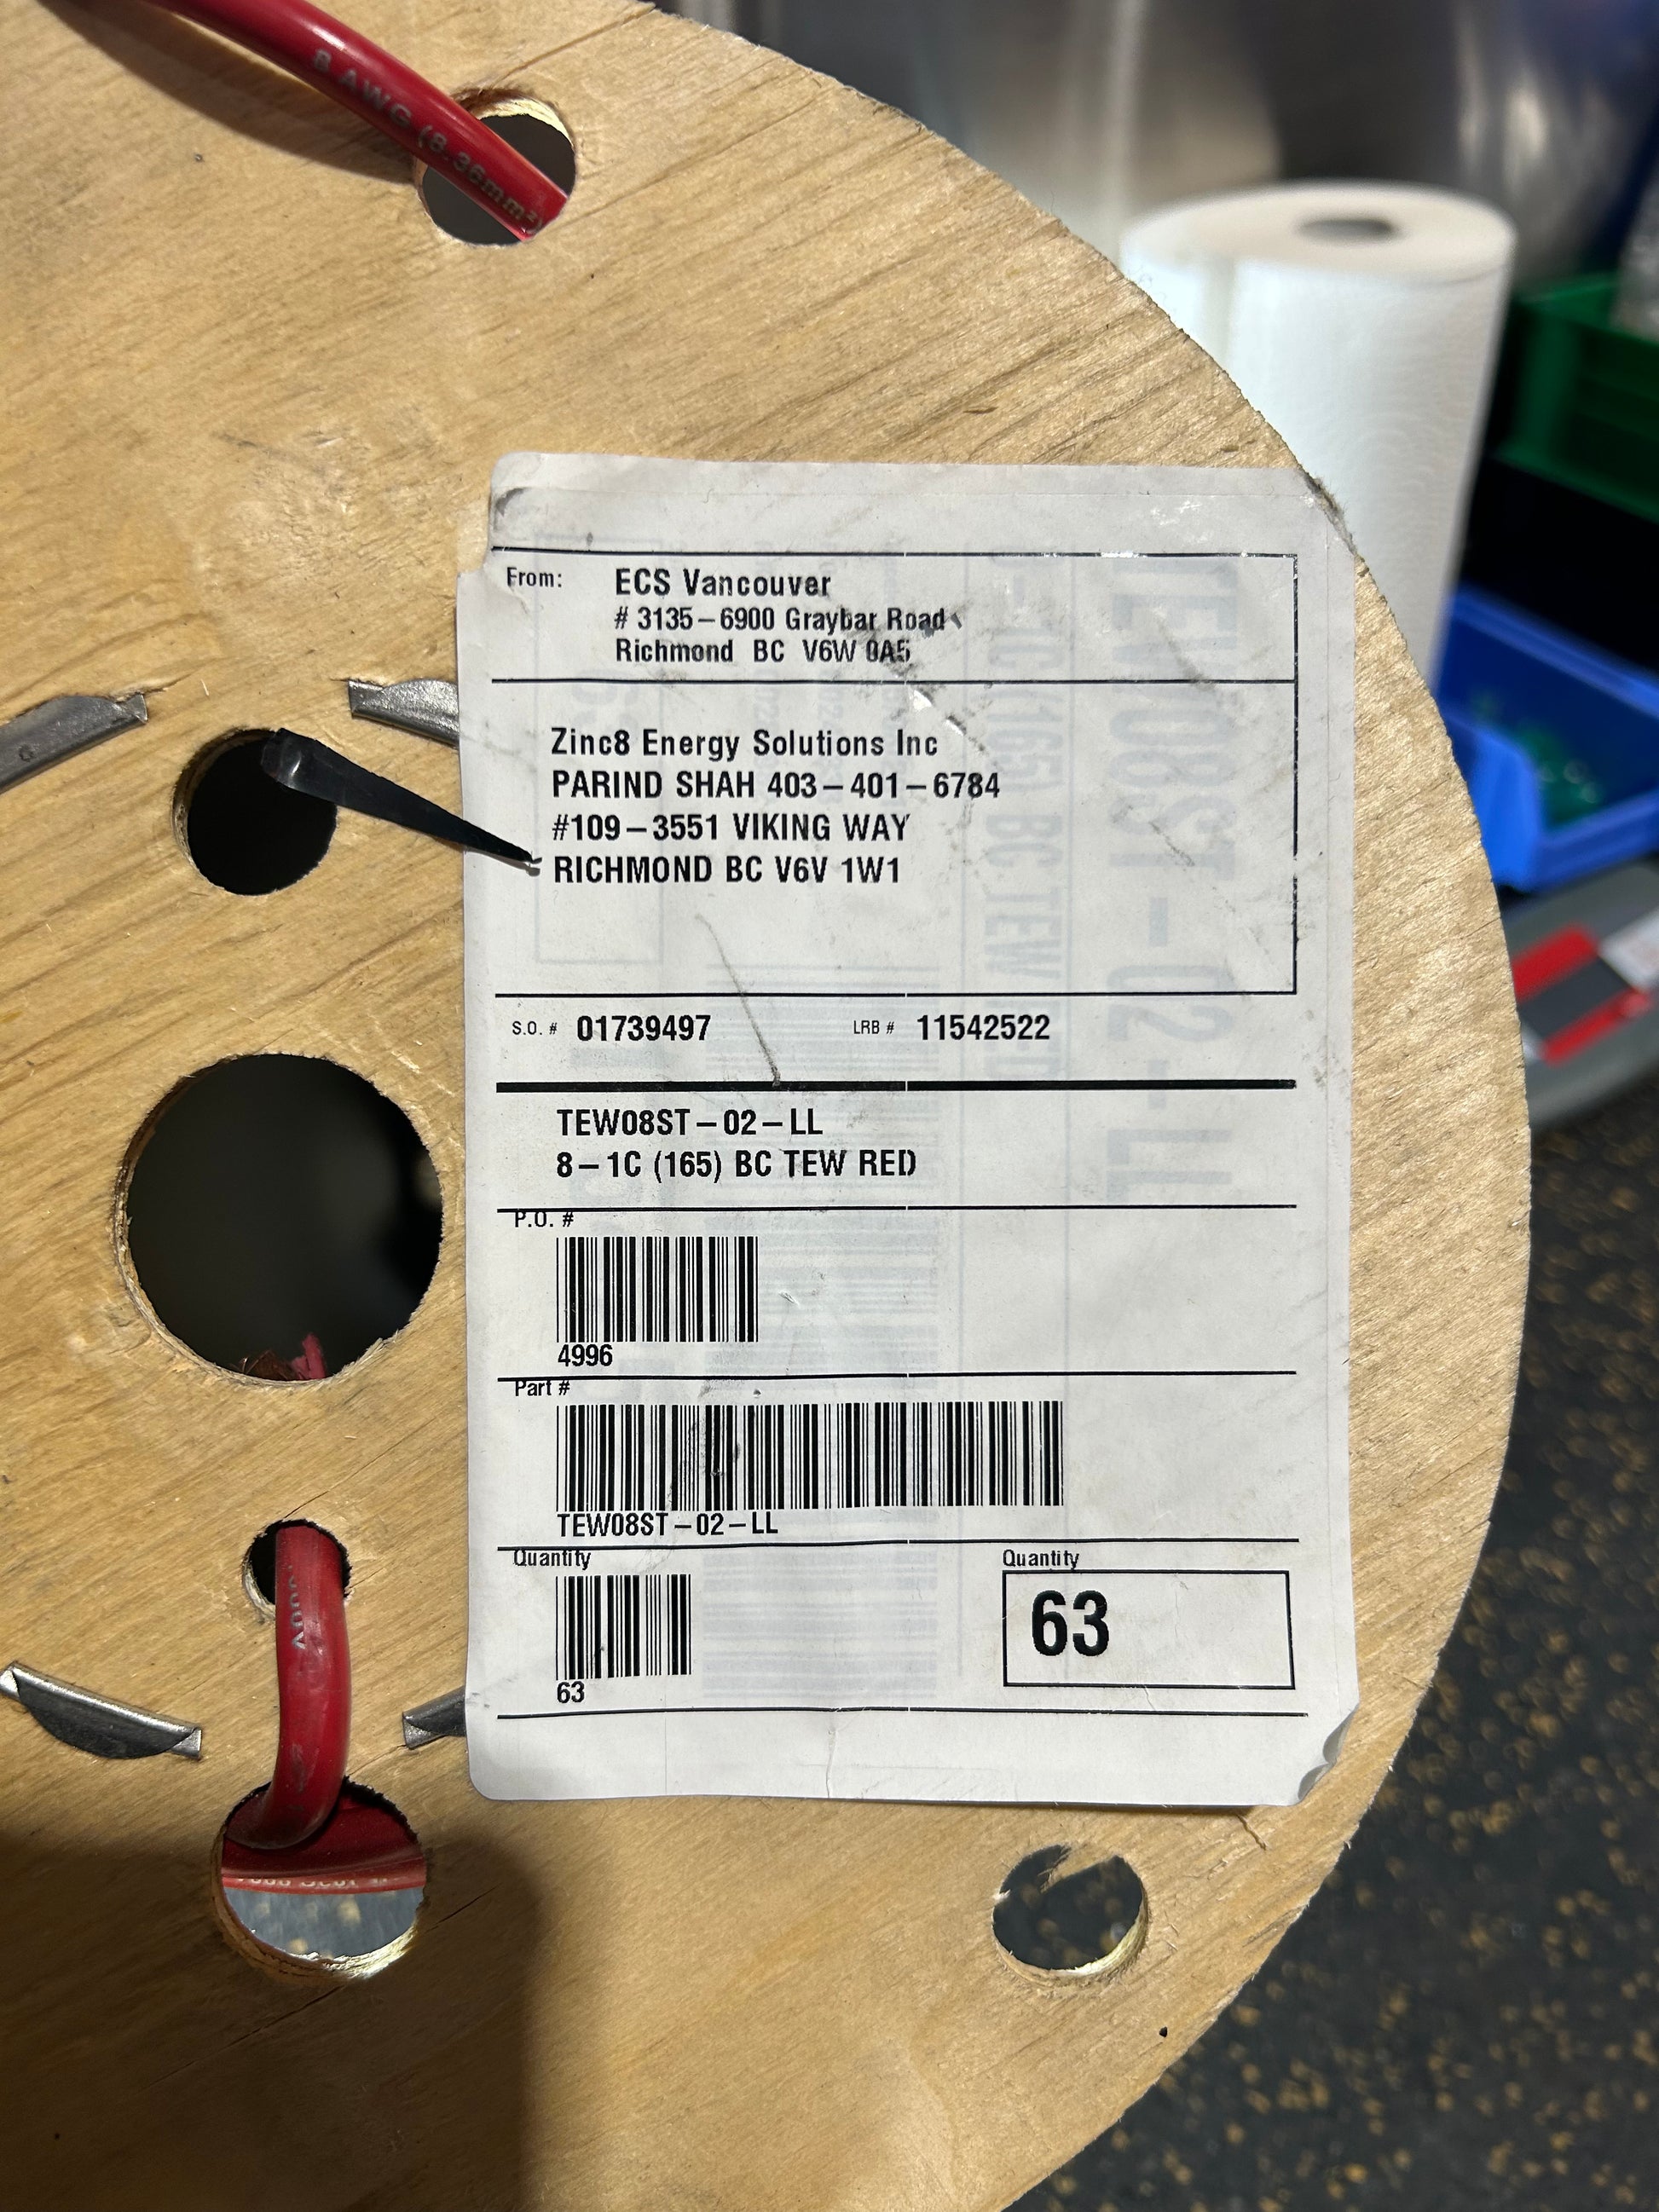 8 AWG (8.36mm²)
From: ECS Vancouver
# 3135-6900 Graybar Road
Richmond BC V6W 0A5
Zinc8 Energy Solutions Inc
PARIND SHAH 403-401-6784
#109-3551 VIKING WAY
RICHMOND BC V6V 1W1
S.O. # 01739497 LRB # 11542522
TEW08ST-02-LL
8-1C (165) BC TEW RED
P.O. #
4996
Part #
TEW08ST-02-LL
Quantity
63
Quantity
63